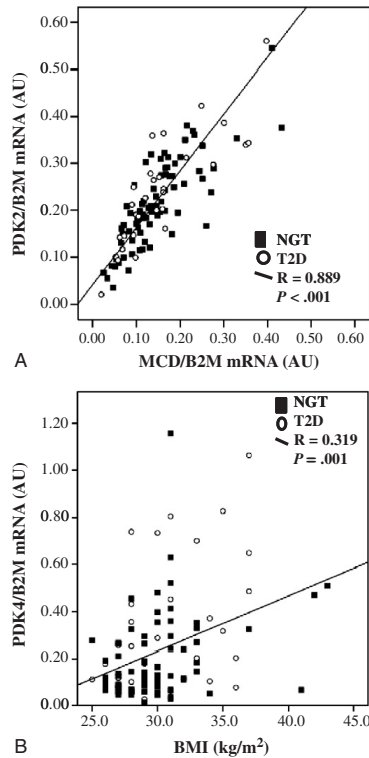 0.60
0.50
0.40
0.30
0.20
0.10
0.00
PDK2/B2M mRNA (AU)
NGT
T2D
R = 0.889
P < .001
0.00 0.10 0.20 0.30 0.40 0.50 0.60
A MCD/B2M mRNA (AU)
NGT
T2D
R = 0.319
P = .001
1.20
1.00
0.80
0.60
0.40
0.20
0.00
PDK4/B2M mRNA (AU)
25.0 30.0 35.0 40.0 45.0
B BMI (kg/m²)